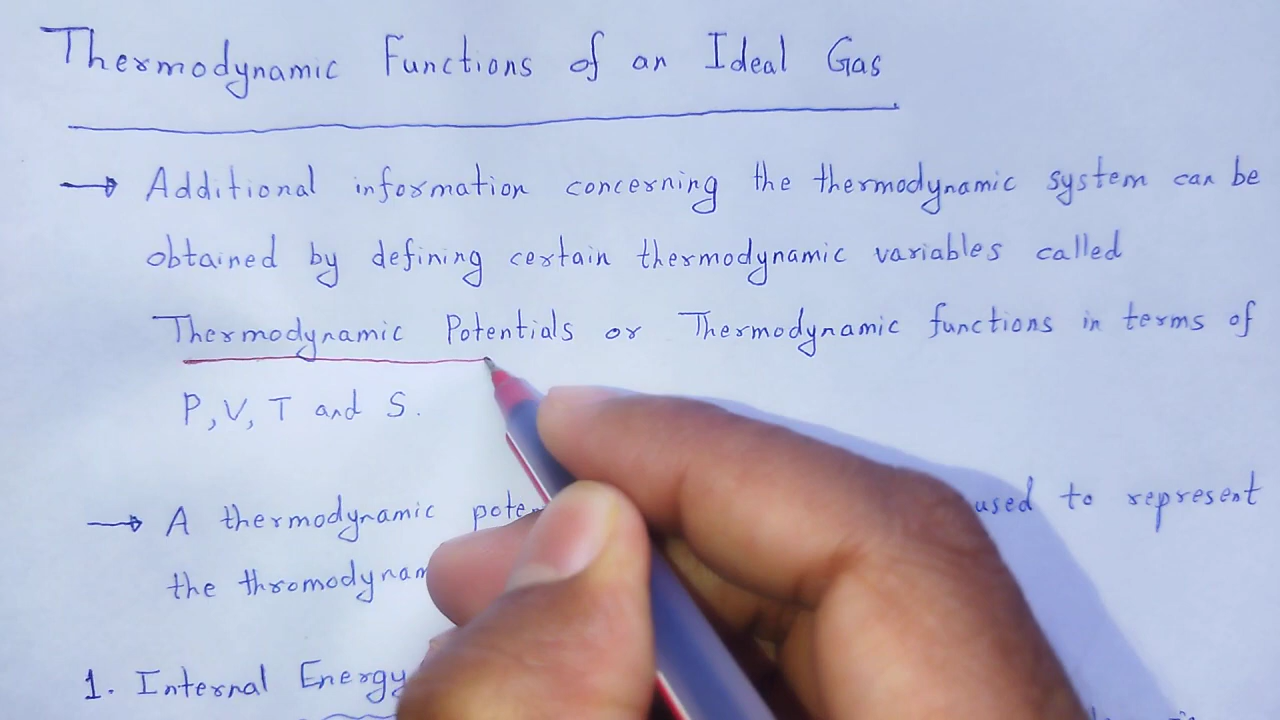 Thermodynamic Functions of an Ideal Gas
→ Additional information concerning the thermodynamic system can be
obtained by defining certain thermodynamic variables called
Thermodynamic Potentials or Thermodynamic functions in terms of
P, V, T and S.
→ A thermodynamic used to represent
the
1. Internal Energy